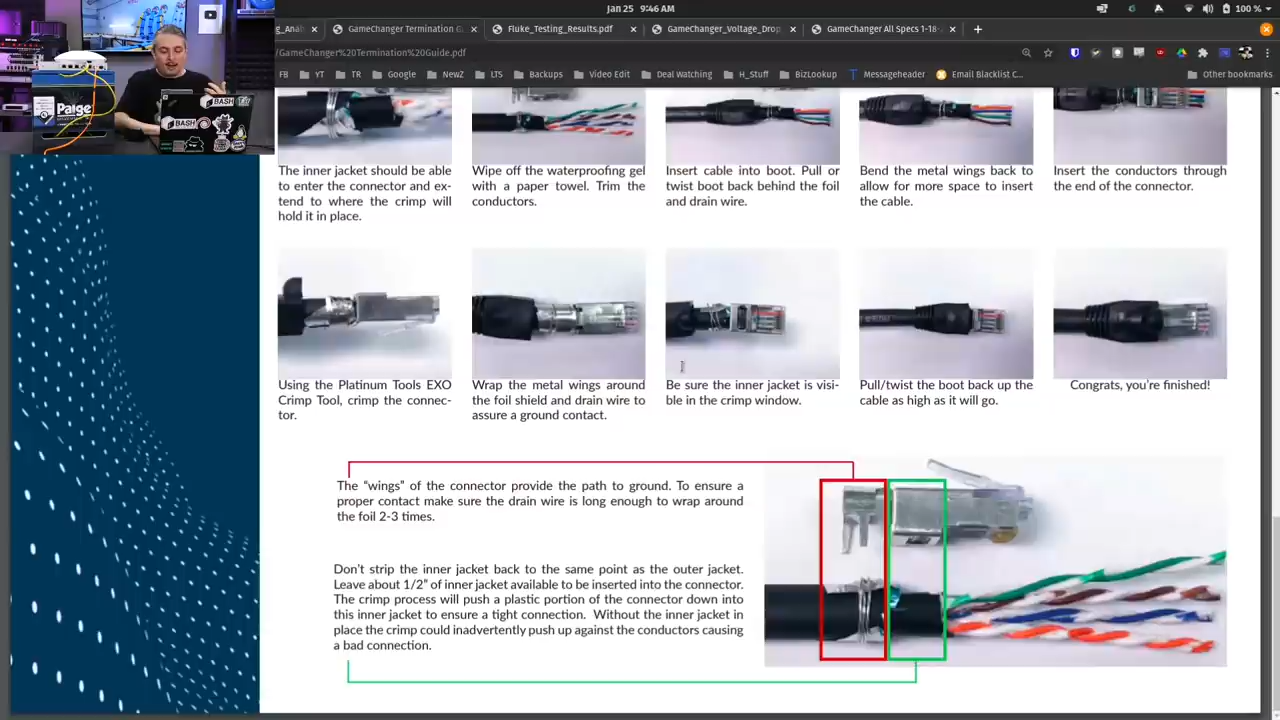 Jan 25 9:46 AM
100 %
GameChanger Termination G
Fluke_Testing_Results.pdf
GameChanger_Voltage_Drop
GameChanger All Specs 1-18-
/GameChanger%20Termination%20Guide.pdf
FB
YT
TR
Google
NewZ
LTS
Backups
Video Edit
Deal Watching
H_Stuff
BizLookup
Messageheader
Email Blacklist C...
Other bookmarks
Paige
BASH
BASH
The inner jacket should be able
to enter the connector and ex-
tend to where the crimp will
hold it in place.
Wipe off the waterproofing gel
with a paper towel. Trim the
conductors.
Insert cable into boot. Pull or
twist boot back behind the foil
and drain wire.
Bend the metal wings back to
allow for more space to insert
the cable.
Insert the conductors through
the end of the connector.
Using the Platinum Tools EXO
Crimp Tool, crimp the connec-
tor.
Wrap the metal wings around
the foil shield and drain wire to
assure a ground contact.
Be sure the inner jacket is visi-
ble in the crimp window.
Pull/twist the boot back up the
cable as high as it will go.
Congrats, you're finished!
The “wings” of the connector provide the path to ground. To ensure a
proper contact make sure the drain wire is long enough to wrap around
the foil 2-3 times.
Don't strip the inner jacket back to the same point as the outer jacket.
Leave about 1/2” of inner jacket available to be inserted into the connector.
The crimp process will push a plastic portion of the connector down into
this inner jacket to ensure a tight connection. Without the inner jacket in
place the crimp could inadvertently push up against the conductors causing
a bad connection.